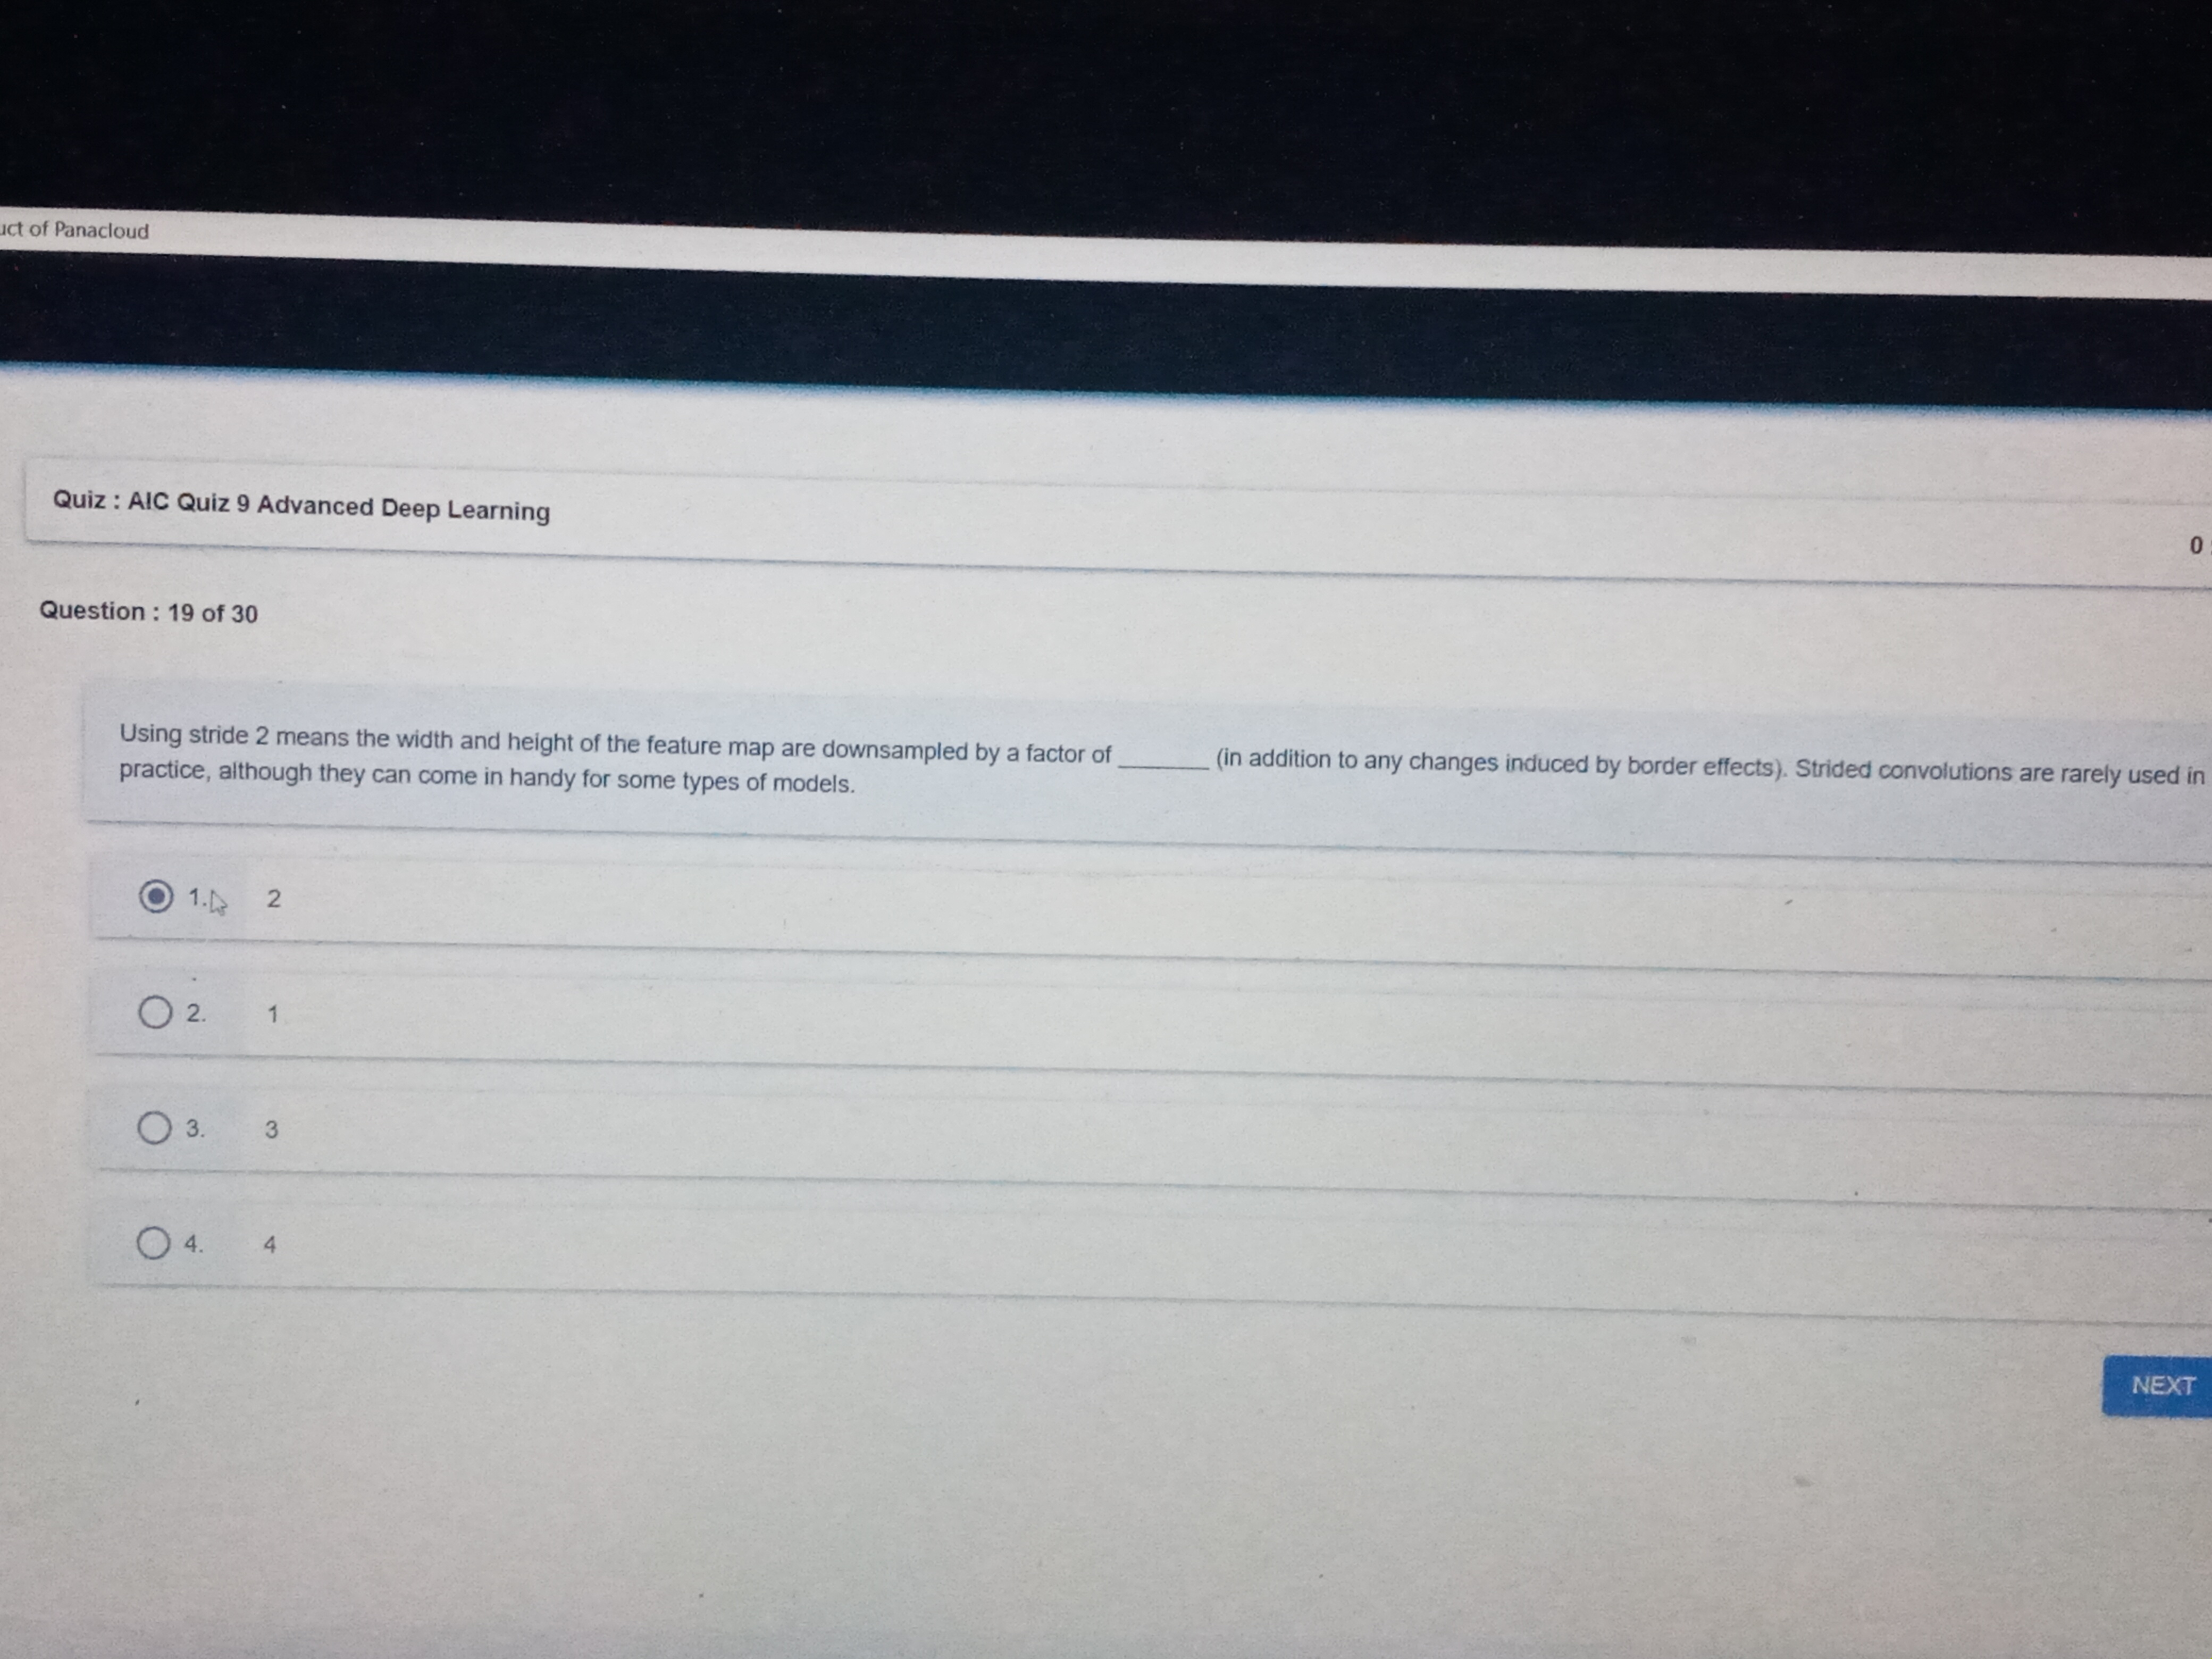 of Panacloud
Quiz : AIC Quiz 9 Advanced Deep Learning
0
Question : 19 of 30
Using stride 2 means the width and height of the feature map are downsampled by a factor of _______ (in addition to any changes induced by border effects). Strided convolutions are rarely used in
practice, although they can come in handy for some types of models.
1. 2
2. 1
3. 3
4. 4
NEXT